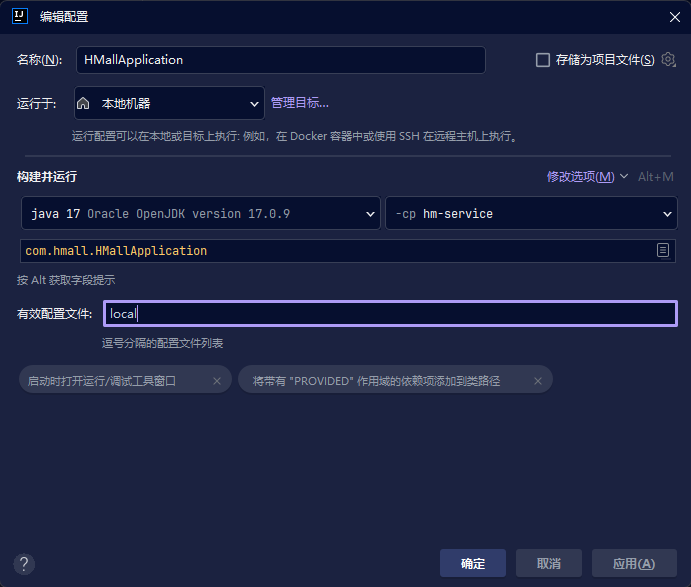 IJ 编辑配置
名称(N): HMallApplication 存储为项目文件(S)
运行于: 本地机器 管理目标...
运行配置可以在本地或目标上执行: 例如，在 Docker 容器中或使用 SSH 在远程主机上执行。
构建并运行 修改选项(M) Alt+M
java 17 Oracle OpenJDK version 17.0.9 -cp hm-service
com.hmall.HMallApplication
按 Alt 获取字段提示
有效配置文件: local
逗号分隔的配置文件列表
启动时打开运行/调试工具窗口 将带有 "PROVIDED" 作用域的依赖项添加到类路径
? 确定 取消 应用(A)